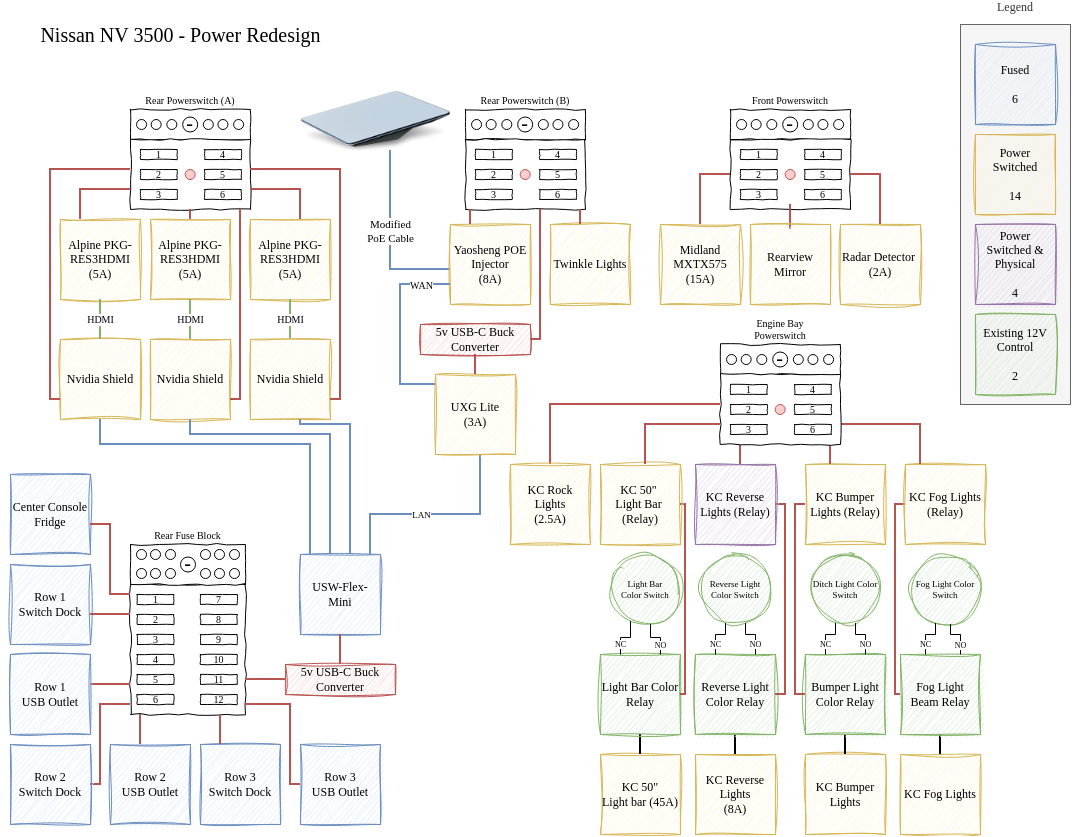 Legend
Nissan NV 3500 - Power Redesign
Fused
6
Power
Switched
14
Power
Switched &
Physical
4
Existing 12V
Control
2
Rear Powerswitch (A)
1
2
3
4
5
6
Rear Powerswitch (B)
1
2
3
4
5
6
Front Powerswitch
1
2
3
4
5
6
Modified
PoE Cable
Alpine PKG-
RES3HDMI
(5A)
Alpine PKG-
RES3HDMI
(5A)
Alpine PKG-
RES3HDMI
(5A)
Yaosheng POE
Injector
(8A)
Twinkle Lights
Midland
MXTX575
(15A)
Rearview
Mirror
Radar Detector
(2A)
WAN
HDMI
HDMI
HDMI
5v USB-C Buck
Converter
Engine Bay
Powerswitch
1
2
3
4
5
6
Nvidia Shield
Nvidia Shield
Nvidia Shield
UXG Lite
(3A)
LAN
KC Rock
Lights
(2.5A)
KC 50"
Light Bar
(Relay)
KC Reverse
Lights (Relay)
KC Bumper
Lights (Relay)
KC Fog Lights
(Relay)
Center Console
Fridge
Rear Fuse Block
1
2
3
4
5
6
7
8
9
10
11
12
Row 1
Switch Dock
USW-Flex-
Mini
Light Bar
Color Switch
Reverse Light
Color Switch
Ditch Light Color
Switch
Fog Light Color
Switch
NC
NO
NC
NO
NC
NO
NC
NO
Row 1
USB Outlet
5v USB-C Buck
Converter
Light Bar Color
Relay
Reverse Light
Color Relay
Bumper Light
Color Relay
Fog Light
Beam Relay
Row 2
Switch Dock
Row 2
USB Outlet
Row 3
Switch Dock
Row 3
USB Outlet
KC 50"
Light bar (45A)
KC Reverse
Lights
(8A)
KC Bumper
Lights
KC Fog Lights